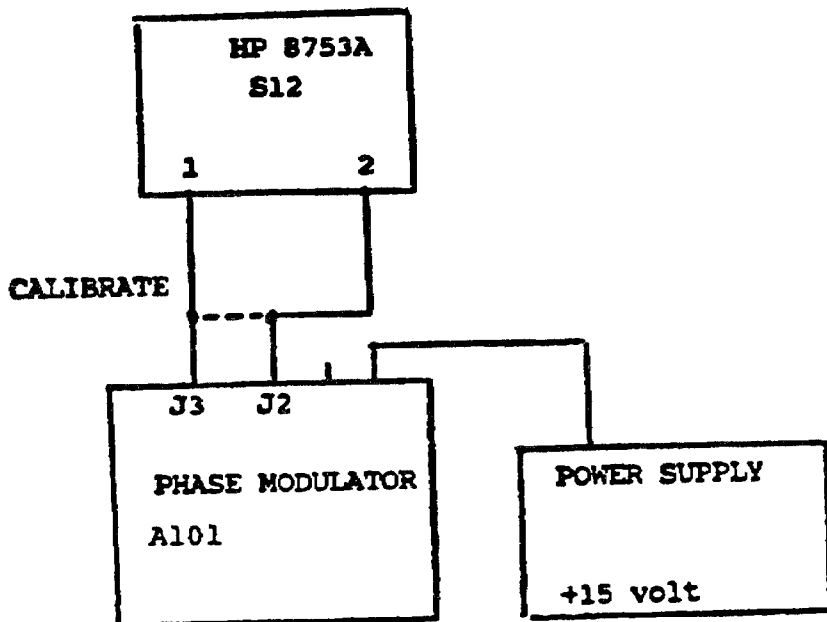 HP 8753A
S12
1 2
CALIBRATE
J3 J2
PHASE MODULATOR
A101
POWER SUPPLY
+15 volt